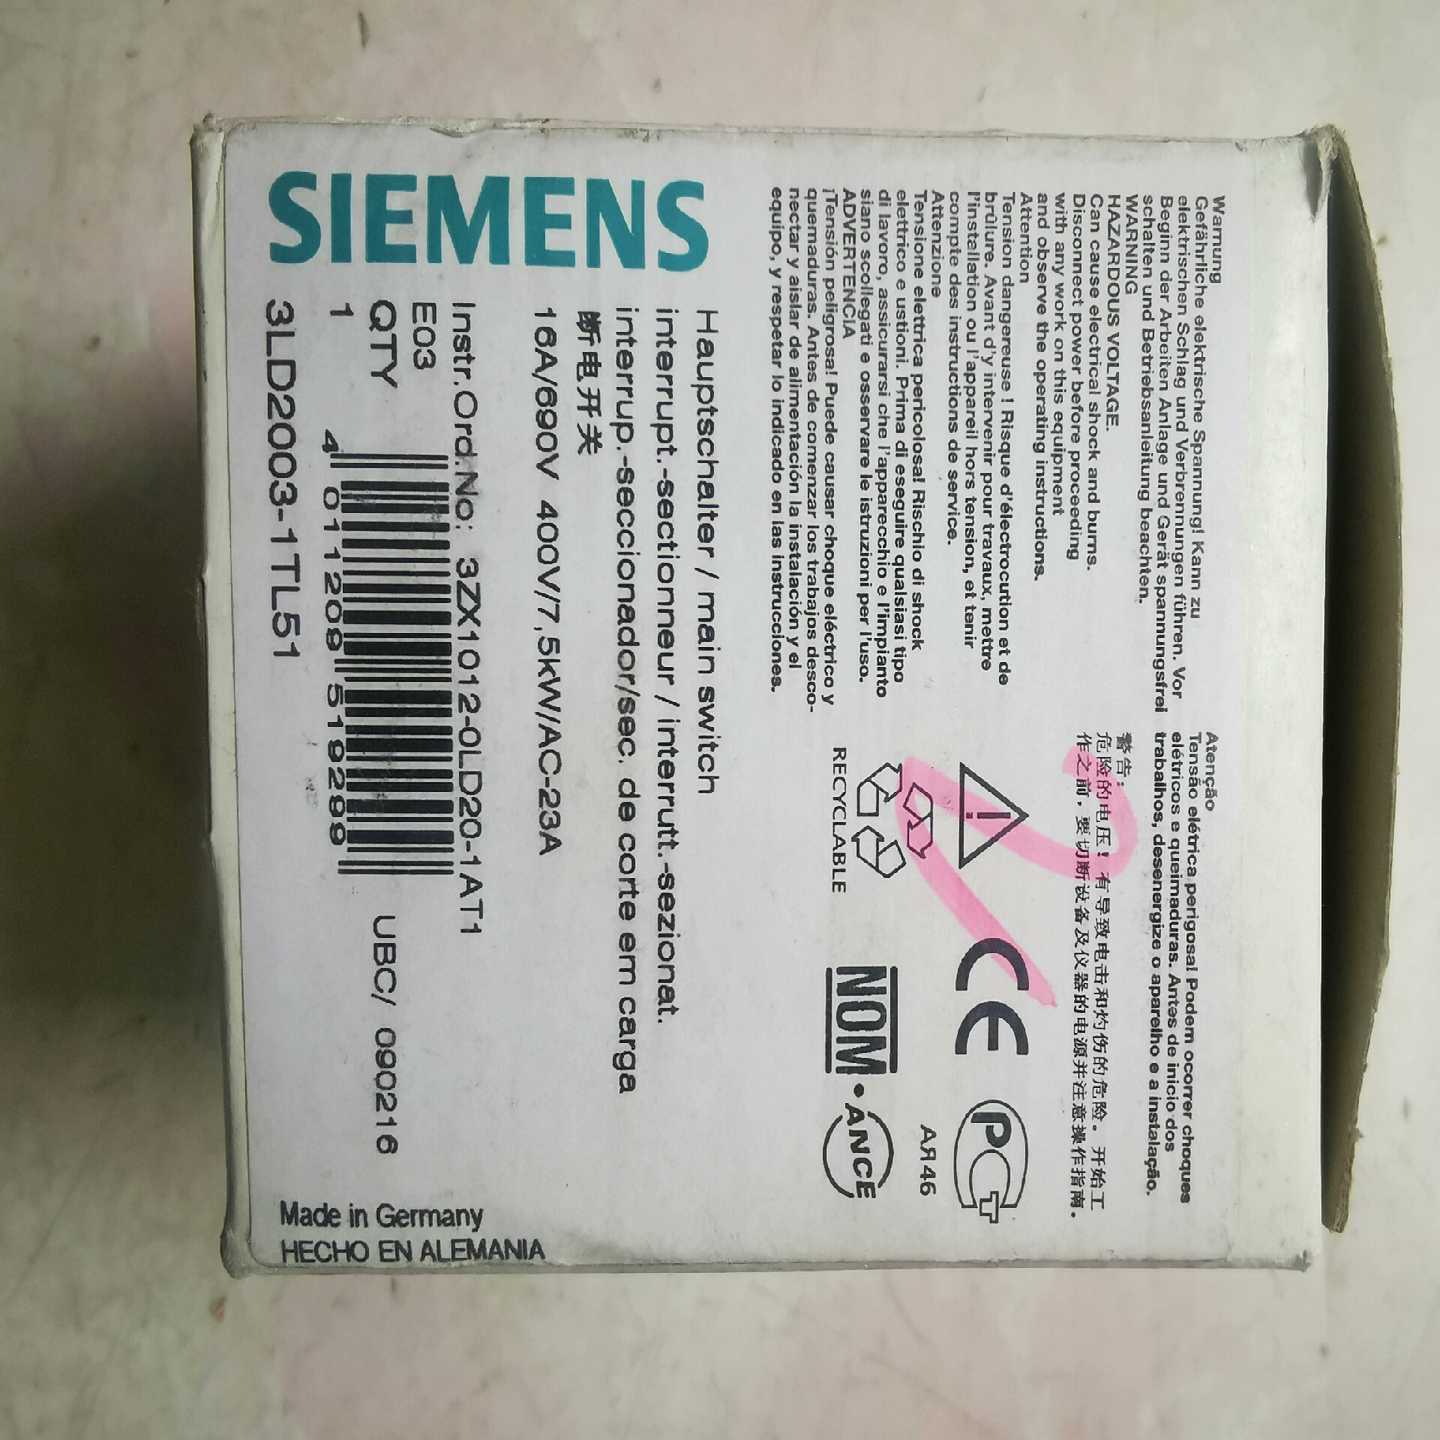 SIEMENS
3LD2003-1TL51
1
QTY
E03
4 011209 519299
UBC/ 090216
Instr.Ord.No: 3ZX1012-0LD20-1AT1
16A/690V 400V/7,5kW/AC-23A
断电开关
interrup.-seccionador/sec. de corte em carga
interrupt.-sectionneur / interrutt.-sezionat.
Hauptschalter / main switch
Made in Germany
HECHO EN ALEMANIA
Warnung
Gefährliche elektrische Spannung! Kann zu
elektrischen Schlag und Verbrennungen führen. Vor
Beginn der Arbeiten Anlage und Gerät spannungsfrei
schalten und Betriebsanleitung beachten.
WARNING
HAZARDOUS VOLTAGE.
Can cause electrical shock and burns.
Disconnect power before proceeding
with any work on this equipment
and observe the operating instructions.
Attention
Tension dangereuse ! Risque d'électrocution et de
brûlure. Avant d'y intervenir pour travaux, mettre
l'installation ou l'appareil hors tension, et tenir
compte des instructions de service.
Attenzione
Tensione elettrica pericolosa! Rischio di shock
elettrico e ustioni. Prima di eseguire qualsiasi tipo
di lavoro, assicurarsi che l'apparecchio e l'impianto
siano scollegati e osservare le istruzioni per l'uso.
ADVERTENCIA
¡Tensión peligrosa! Puede causar choque eléctrico y
quemaduras. Antes de comenzar los trabajos desco-
nectar y aislar de alimentación la instalación y el
equipo, y respetar lo indicado en las instrucciones.
Atenção
Tensão elétrica perigosa! Podem ocorrer choques
elétricos e queimaduras. Antes de inicio dos
trabalhos, desenergize o aparelho e a instalação.
警告：
危险的电压！有导致电击和灼伤的危险。开始工
作之前，要切断设备及仪器的电源并注意操作指南。
CE
PCT
АЯ46
RECYCLABLE
NOM • ANCE